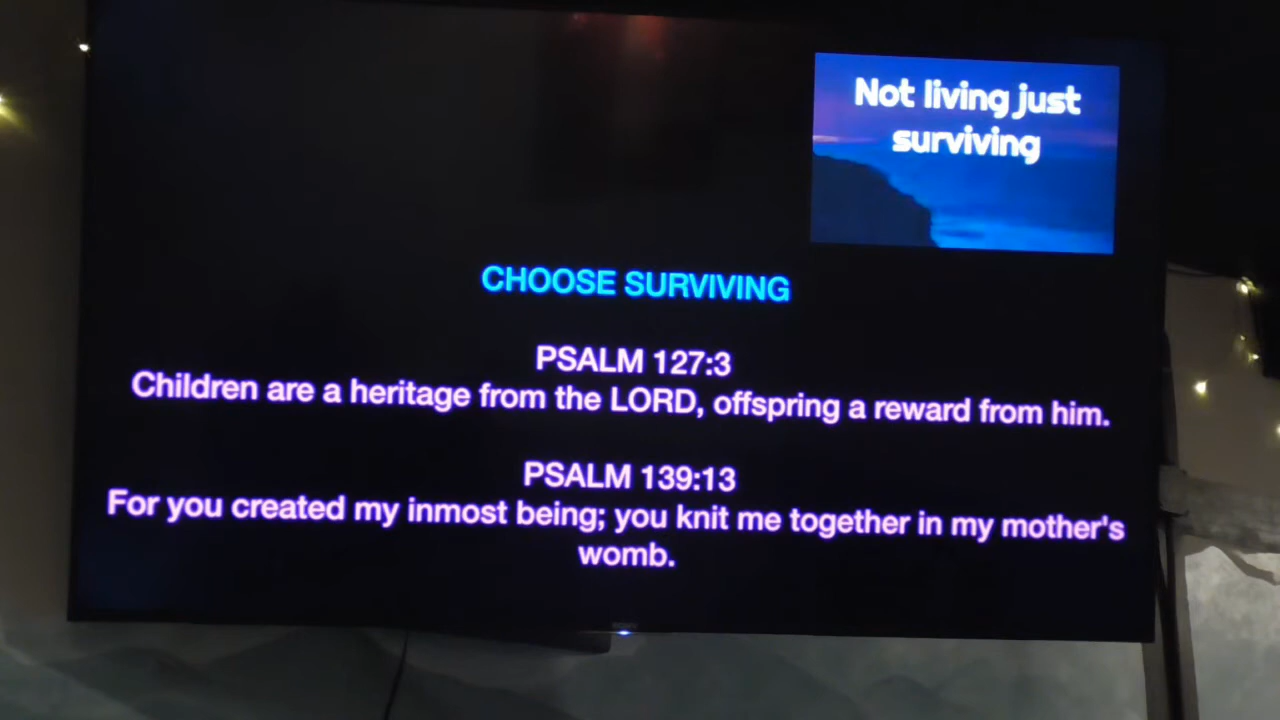 Not living just
surviving
CHOOSE SURVIVING
PSALM 127:3
Children are a heritage from the LORD, offspring a reward from him.
PSALM 139:13
For you created my inmost being; you knit me together in my mother's
womb.